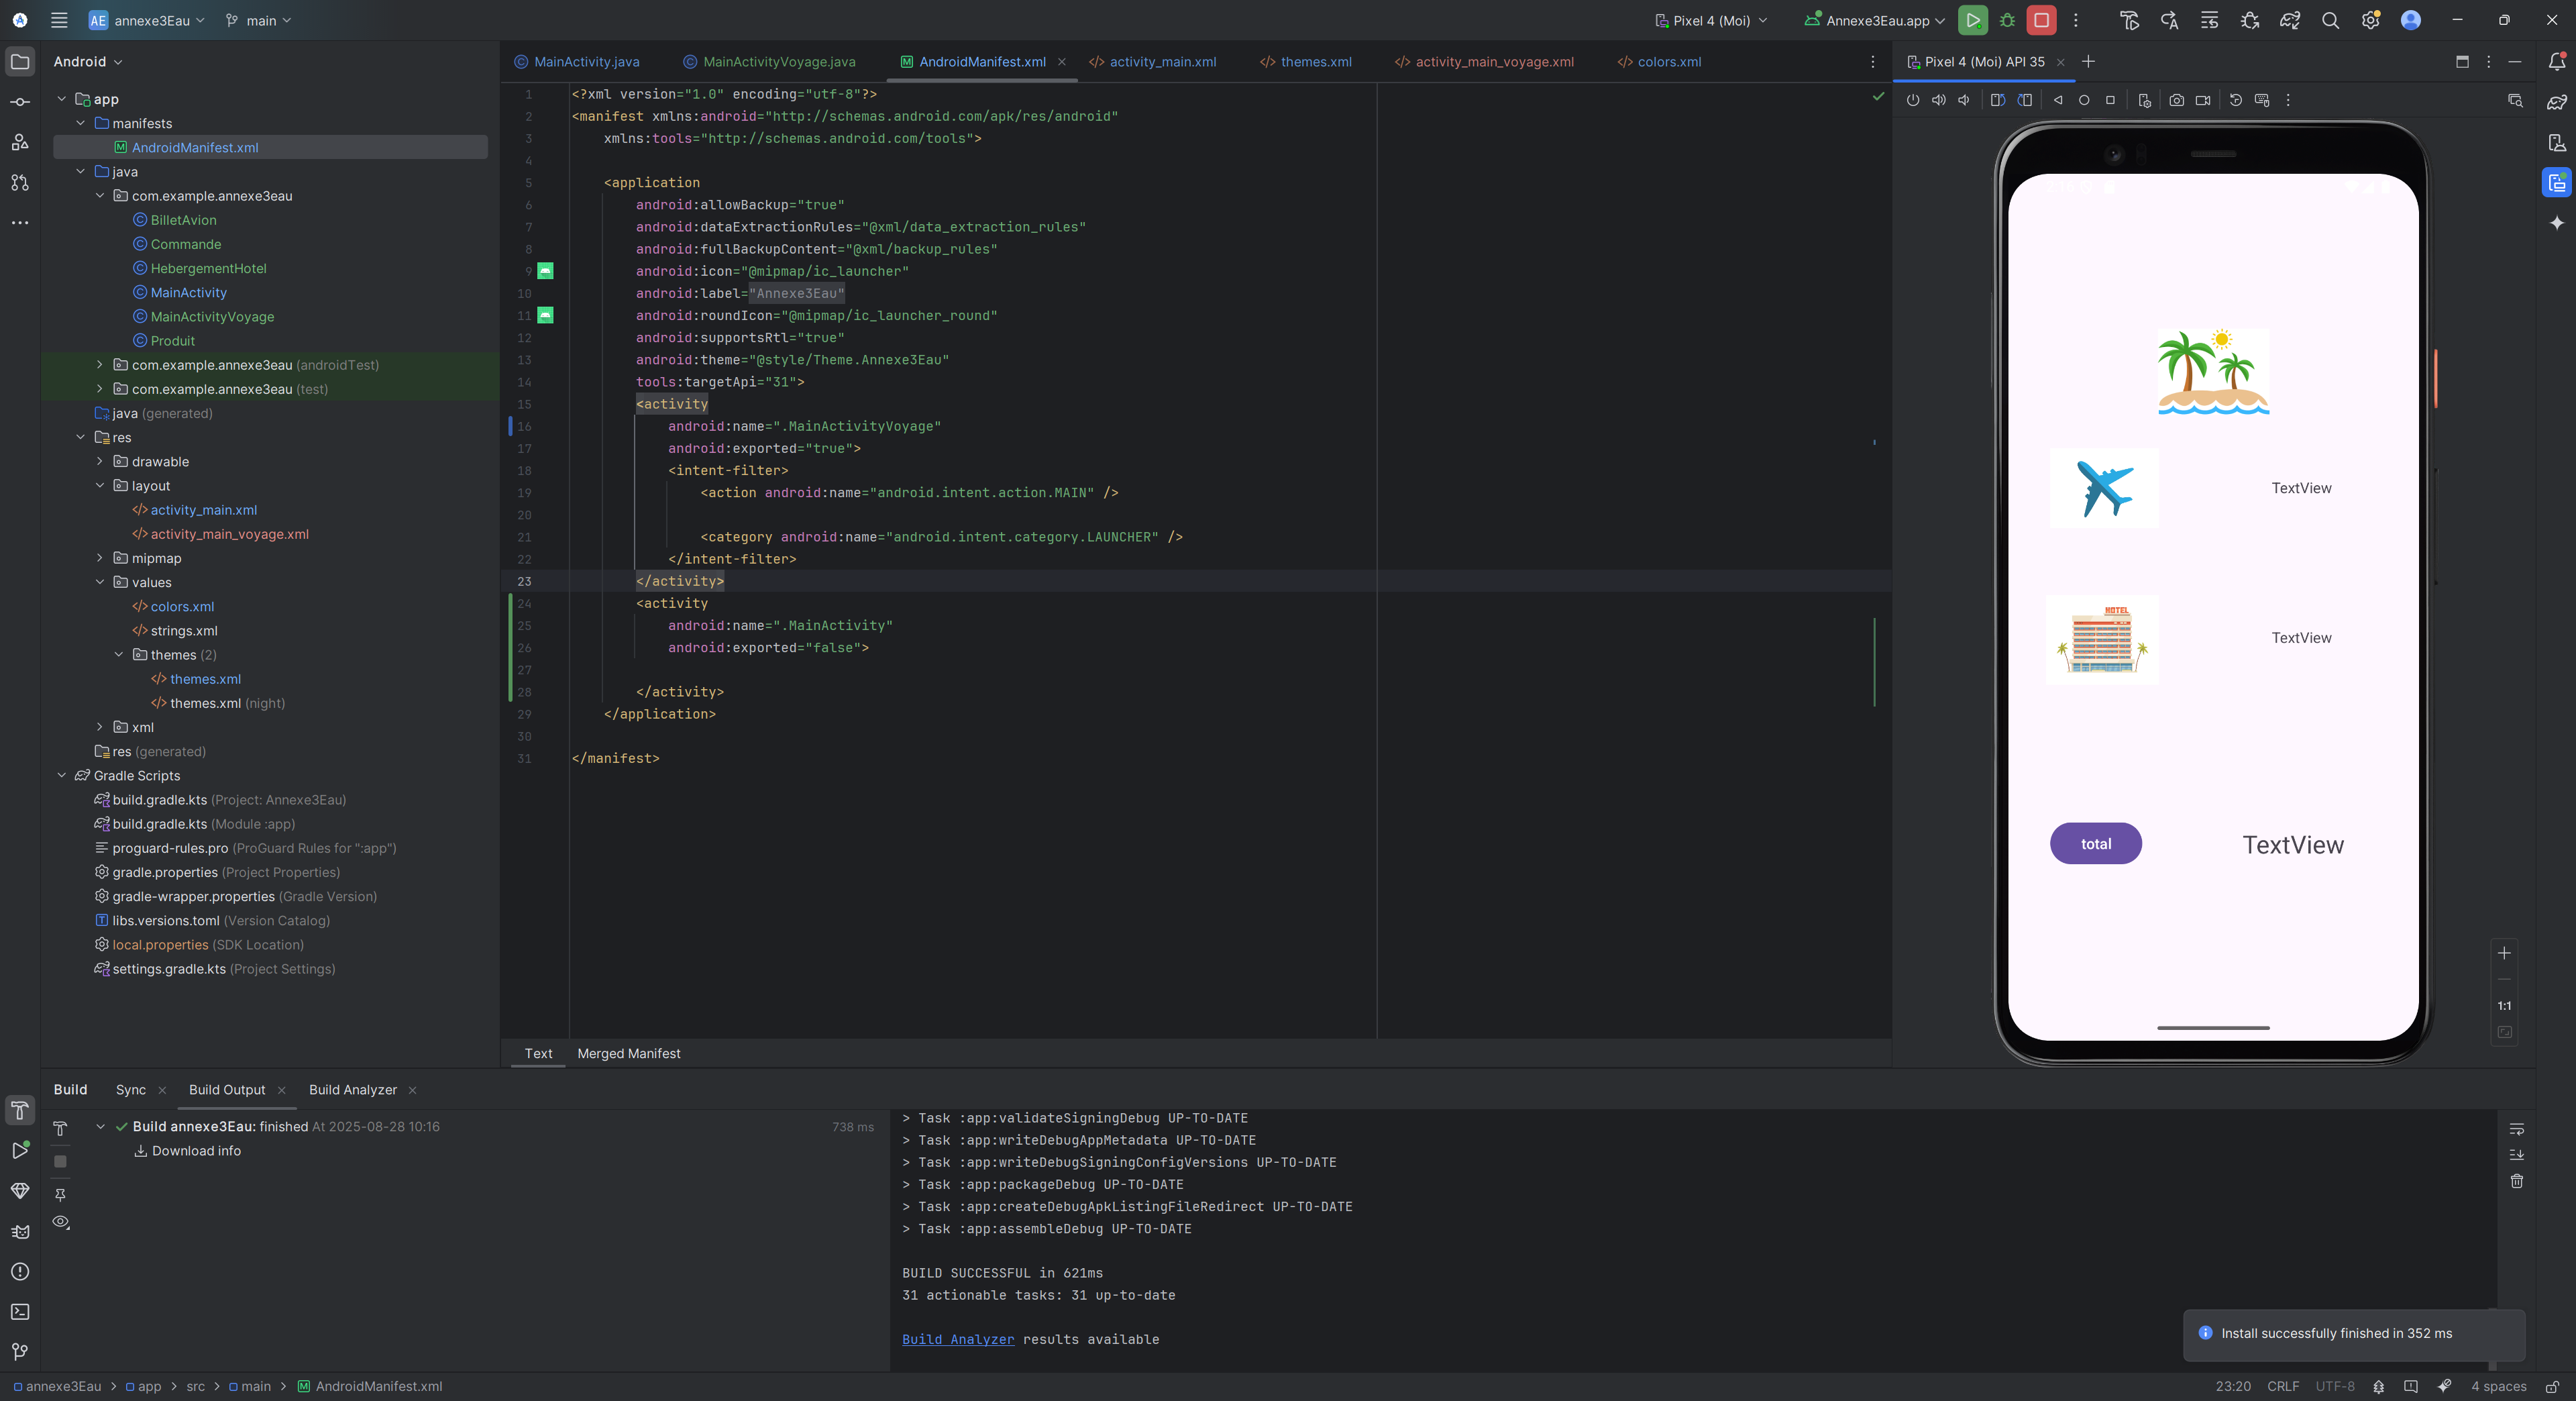 AE annexe3Eau main Pixel 4 (Moi) Annexe3Eau.app
Android
app
manifests
AndroidManifest.xml
java
com.example.annexe3eau
BilletAvion
Commande
HebergementHotel
MainActivity
MainActivityVoyage
Produit
com.example.annexe3eau (androidTest)
com.example.annexe3eau (test)
java (generated)
res
drawable
layout
activity_main.xml
activity_main_voyage.xml
mipmap
values
colors.xml
strings.xml
themes (2)
themes.xml
themes.xml (night)
xml
res (generated)
Gradle Scripts
build.gradle.kts (Project: Annexe3Eau)
build.gradle.kts (Module :app)
proguard-rules.pro (ProGuard Rules for ":app")
gradle.properties (Project Properties)
gradle-wrapper.properties (Gradle Version)
libs.versions.toml (Version Catalog)
local.properties (SDK Location)
settings.gradle.kts (Project Settings)
MainActivity.java MainActivityVoyage.java AndroidManifest.xml activity_main.xml themes.xml activity_main_voyage.xml colors.xml
1 <?xml version="1.0" encoding="utf-8"?>
2 <manifest xmlns:android="http://schemas.android.com/apk/res/android"
3 xmlns:tools="http://schemas.android.com/tools">
4
5 <application
6 android:allowBackup="true"
7 android:dataExtractionRules="@xml/data_extraction_rules"
8 android:fullBackupContent="@xml/backup_rules"
9 android:icon="@mipmap/ic_launcher"
10 android:label="Annexe3Eau"
11 android:roundIcon="@mipmap/ic_launcher_round"
12 android:supportsRtl="true"
13 android:theme="@style/Theme.Annexe3Eau"
14 tools:targetApi="31">
15 <activity
16 android:name=".MainActivityVoyage"
17 android:exported="true">
18 <intent-filter>
19 <action android:name="android.intent.action.MAIN" />
20
21 <category android:name="android.intent.category.LAUNCHER" />
22 </intent-filter>
23 </activity>
24 <activity
25 android:name=".MainActivity"
26 android:exported="false">
27
28 </activity>
29 </application>
30
31 </manifest>
Text Merged Manifest
Pixel 4 (Moi) API 35
TextView
HOTEL
TextView
total TextView
1:1
Build Sync Build Output Build Analyzer
Build annexe3Eau: finished At 2025-08-28 10:16 738 ms
Download info
> Task :app:validateSigningDebug UP-TO-DATE
> Task :app:writeDebugAppMetadata UP-TO-DATE
> Task :app:writeDebugSigningConfigVersions UP-TO-DATE
> Task :app:packageDebug UP-TO-DATE
> Task :app:createDebugApkListingFileRedirect UP-TO-DATE
> Task :app:assembleDebug UP-TO-DATE
BUILD SUCCESSFUL in 621ms
31 actionable tasks: 31 up-to-date
Build Analyzer results available
Install successfully finished in 352 ms
annexe3Eau > app > src > main > AndroidManifest.xml
23:20 CRLF UTF-8 4 spaces